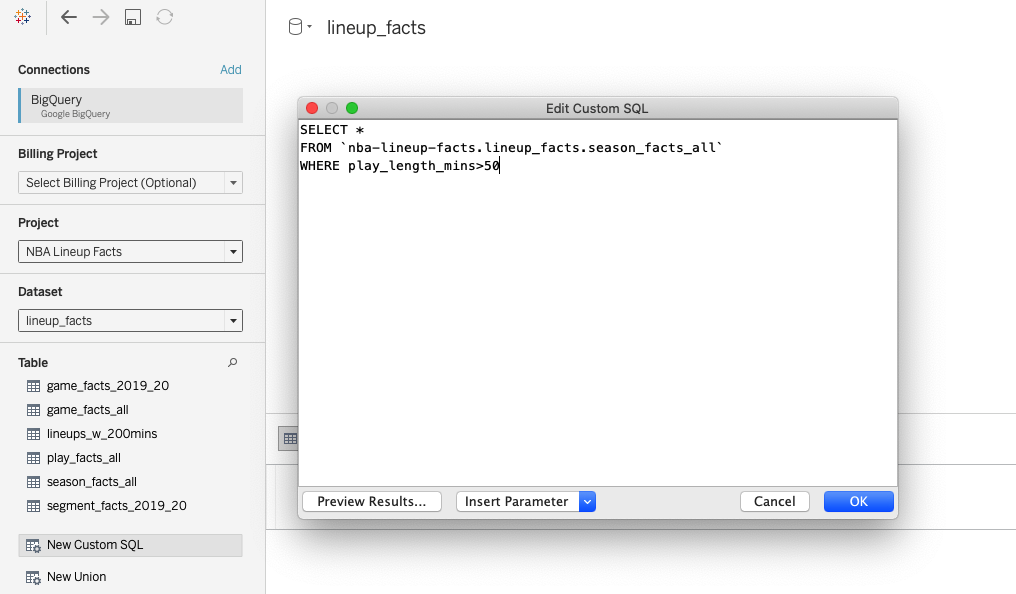 lineup_facts
Connections
Add
BigQuery
Google BigQuery
Billing Project
Select Billing Project (Optional)
Project
NBA Lineup Facts
Dataset
lineup_facts
Table
game_facts_2019_20
game_facts_all
lineups_w_200mins
play_facts_all
season_facts_all
segment_facts_2019_20
New Custom SQL
New Union
Edit Custom SQL
SELECT *
FROM `nba-lineup-facts.lineup_facts.season_facts_all`
WHERE play_length_mins>50
Preview Results...
Insert Parameter
Cancel
OK